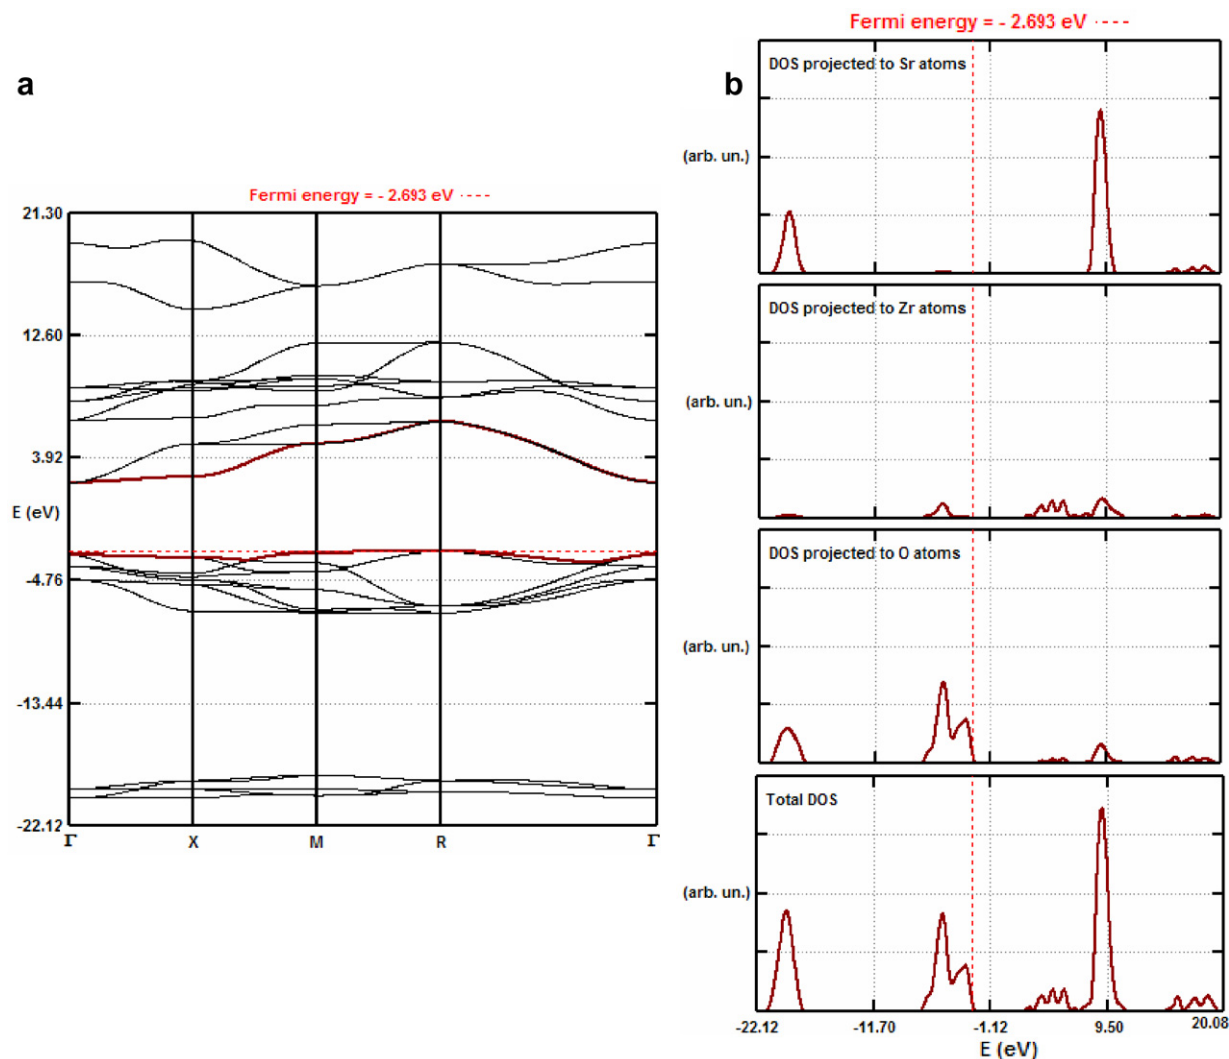 a
Fermi energy = - 2.693 eV ·----
21.30
12.60
3.92
E (eV)
-4.76
-13.44
-22.12
Γ X M R Γ
b
Fermi energy = - 2.693 eV ·----
DOS projected to Sr atoms
(arb. un.)
DOS projected to Zr atoms
(arb. un.)
DOS projected to O atoms
(arb. un.)
Total DOS
(arb. un.)
-22.12 -11.70 -1.12 9.50 20.08
E (eV)